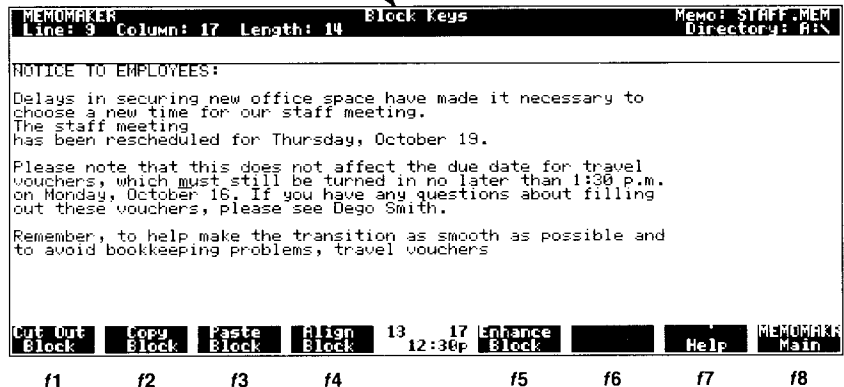 MEMOMAKER Block Keys Memo: STAFF.MEM
Line: 9 Column: 17 Length: 14 Directory: A:\
NOTICE TO EMPLOYEES:
Delays in securing new office space have made it necessary to
choose a new time for our staff meeting.
The staff meeting
has been rescheduled for Thursday, October 19.
Please note that this does not affect the due date for travel
vouchers, which must still be turned in no later than 1:30 p.m.
on Monday, October 16. If you have any questions about filling
out these vouchers, please see Dego Smith.
Remember, to help make the transition as smooth as possible and
to avoid bookkeeping problems, travel vouchers
Cut Out Copy Paste Align 13 17 Enhance MEMOMAKR
Block Block Block Block 12:30p Block Help Main
f1 f2 f3 f4 f5 f6 f7 f8